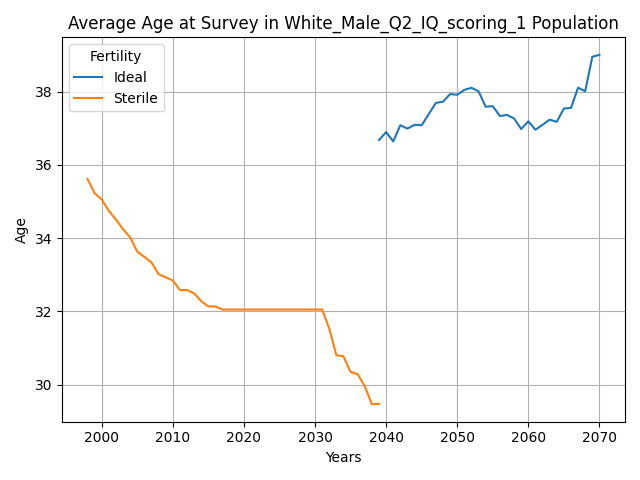 Average Age at Survey in White_Male_Q2_IQ_scoring_1 Population
Fertility
Ideal
Sterile
Age
38
36
34
32
30
2000 2010 2020 2030 2040 2050 2060 2070
Years